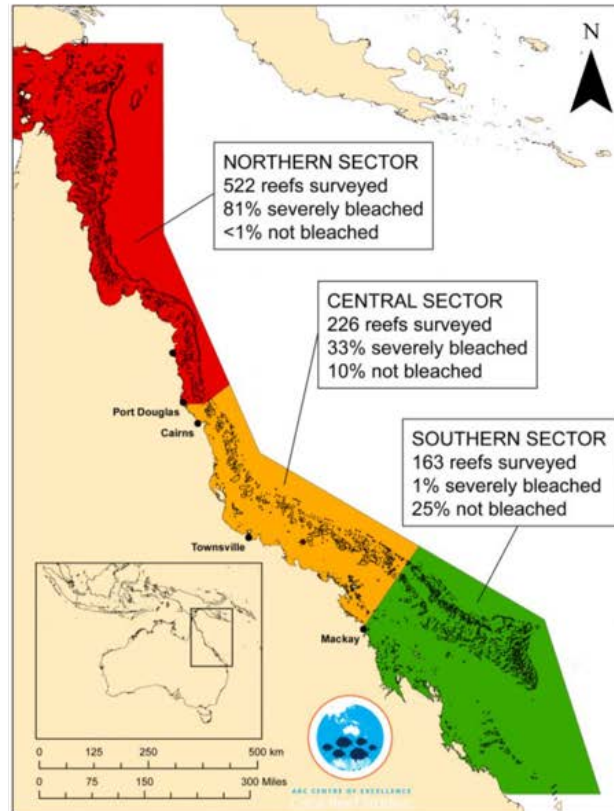 N
NORTHERN SECTOR
522 reefs surveyed
81% severely bleached
<1% not bleached
CENTRAL SECTOR
226 reefs surveyed
33% severely bleached
10% not bleached
Port Douglas
Cairns
SOUTHERN SECTOR
163 reefs surveyed
1% severely bleached
25% not bleached
Townsville
Mackay
0 125 250 500 km
0 75 150 300 Miles
ARC CENTRE OF EXCELLENCE